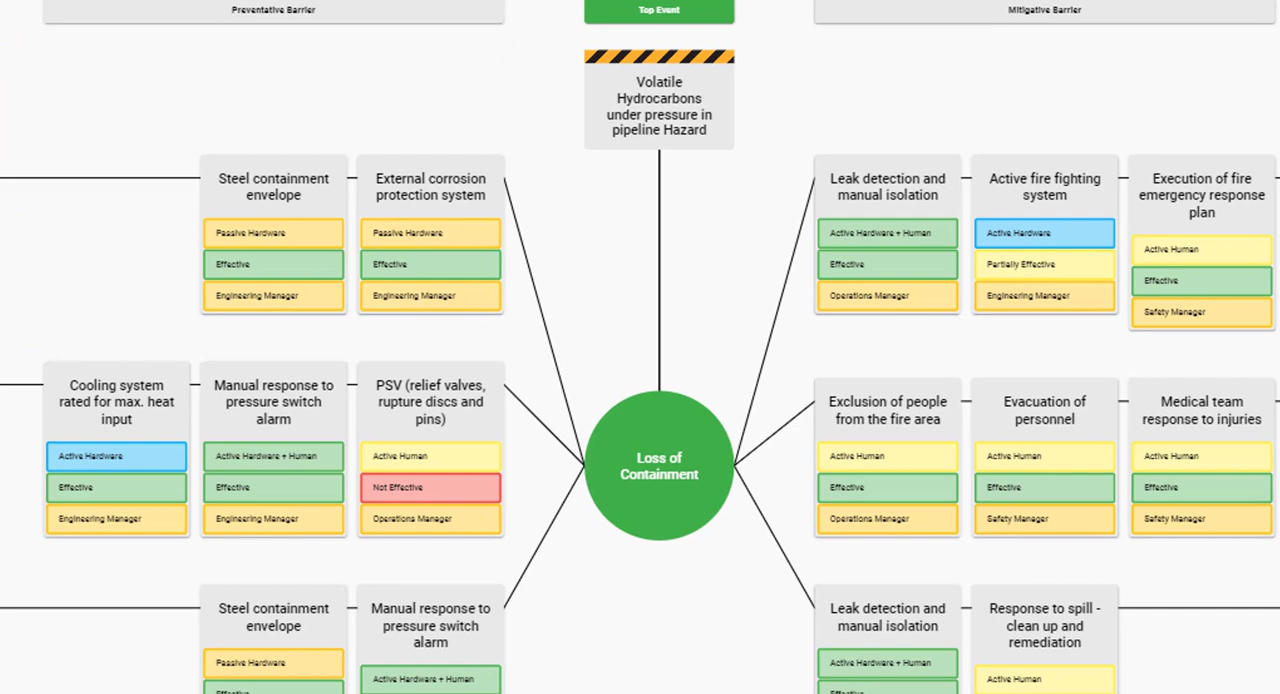 Preventative Barrier
Top Event
Mitigative Barrier
Volatile
Hydrocarbons
under pressure in
pipeline Hazard
Steel containment
envelope
Passive Hardware
Effective
Engineering Manager
External corrosion
protection system
Passive Hardware
Effective
Engineering Manager
Leak detection and
manual isolation
Active Hardware + Human
Effective
Operations Manager
Active fire fighting
system
Active Hardware
Partially Effective
Engineering Manager
Execution of fire
emergency response
plan
Active Human
Effective
Safety Manager
Cooling system
rated for max. heat
input
Active Hardware
Effective
Engineering Manager
Manual response to
pressure switch
alarm
Active Hardware + Human
Effective
Engineering Manager
PSV (relief valves,
rupture discs and
pins)
Active Human
Not Effective
Operations Manager
Loss of
Containment
Exclusion of people
from the fire area
Active Human
Effective
Operations Manager
Evacuation of
personnel
Active Human
Effective
Safety Manager
Medical team
response to injuries
Active Human
Effective
Safety Manager
Steel containment
envelope
Passive Hardware
Effective
Manual response to
pressure switch
alarm
Active Hardware + Human
Leak detection and
manual isolation
Active Hardware + Human
Effective
Response to spill -
clean up and
remediation
Active Human